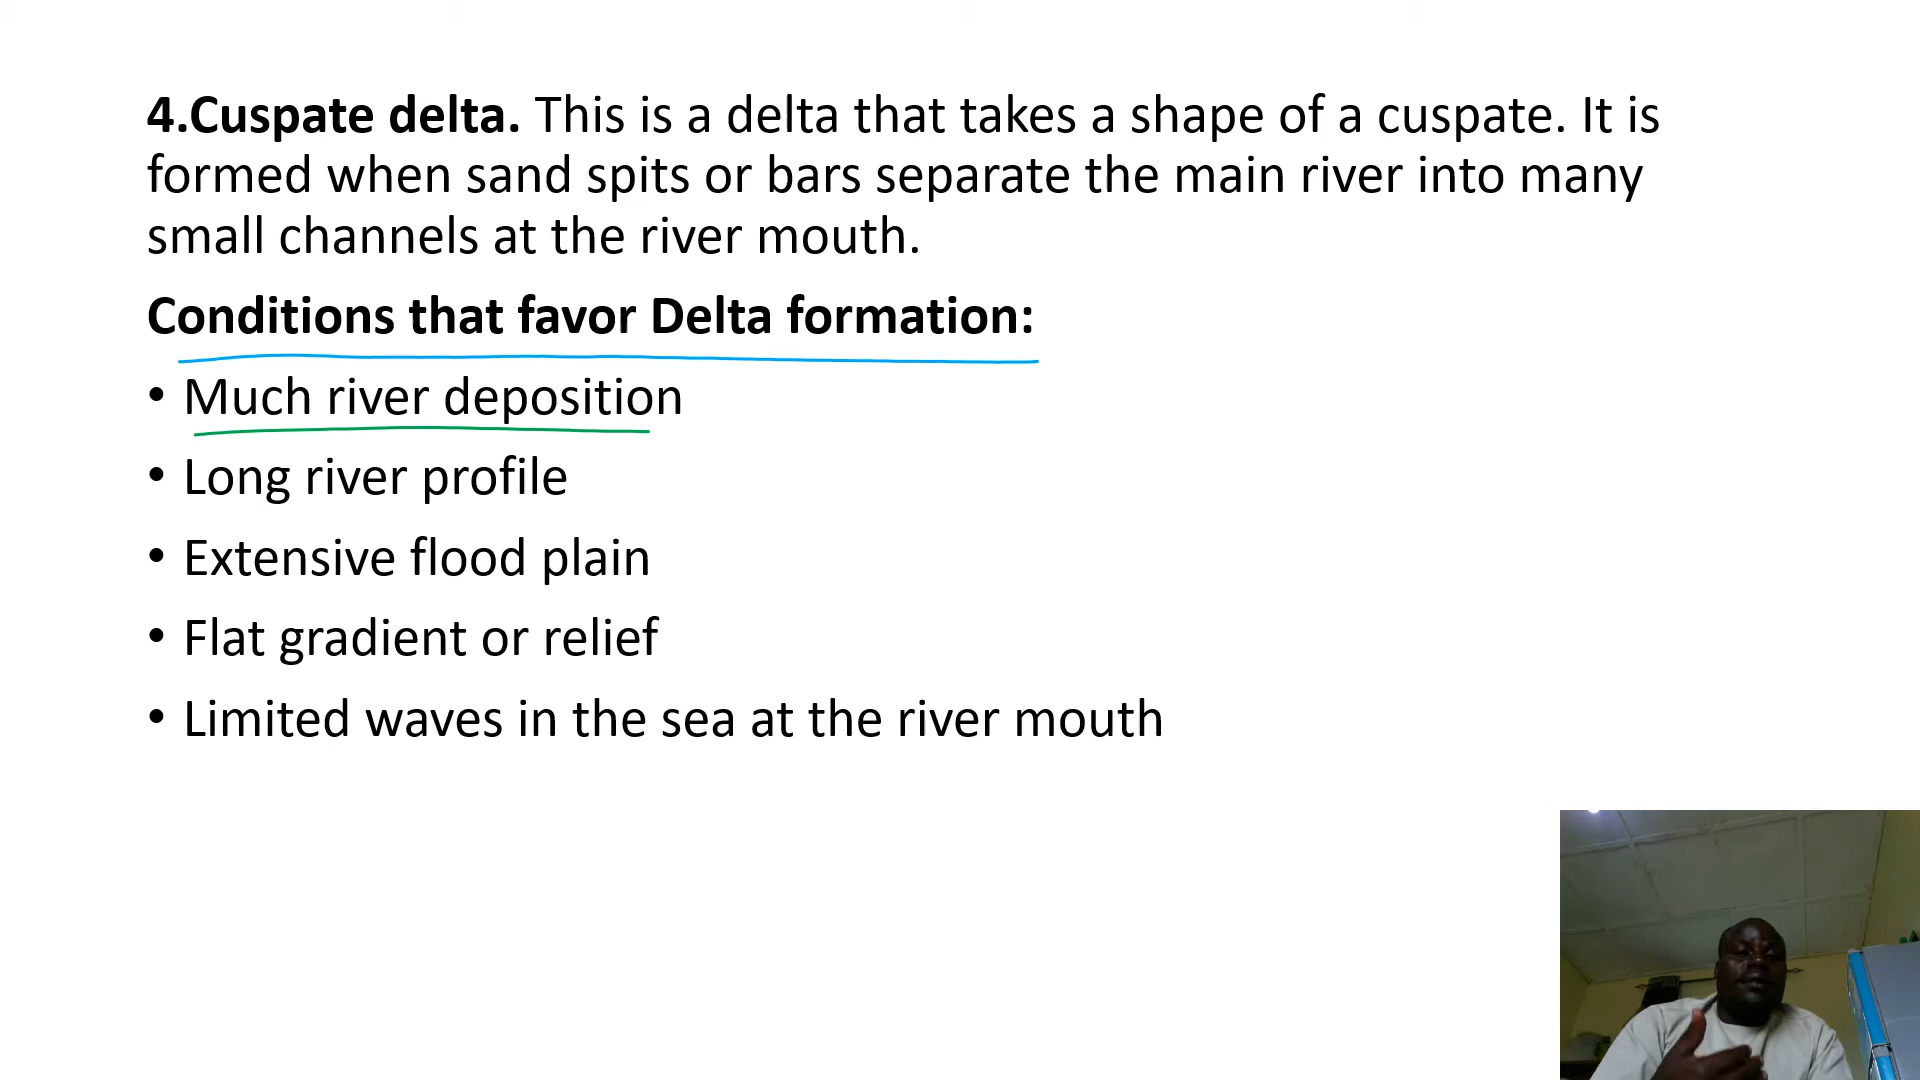 4.Cuspate delta. This is a delta that takes a shape of a cuspate. It is
formed when sand spits or bars separate the main river into many
small channels at the river mouth.
Conditions that favor Delta formation:
• Much river deposition
• Long river profile
• Extensive flood plain
• Flat gradient or relief
• Limited waves in the sea at the river mouth